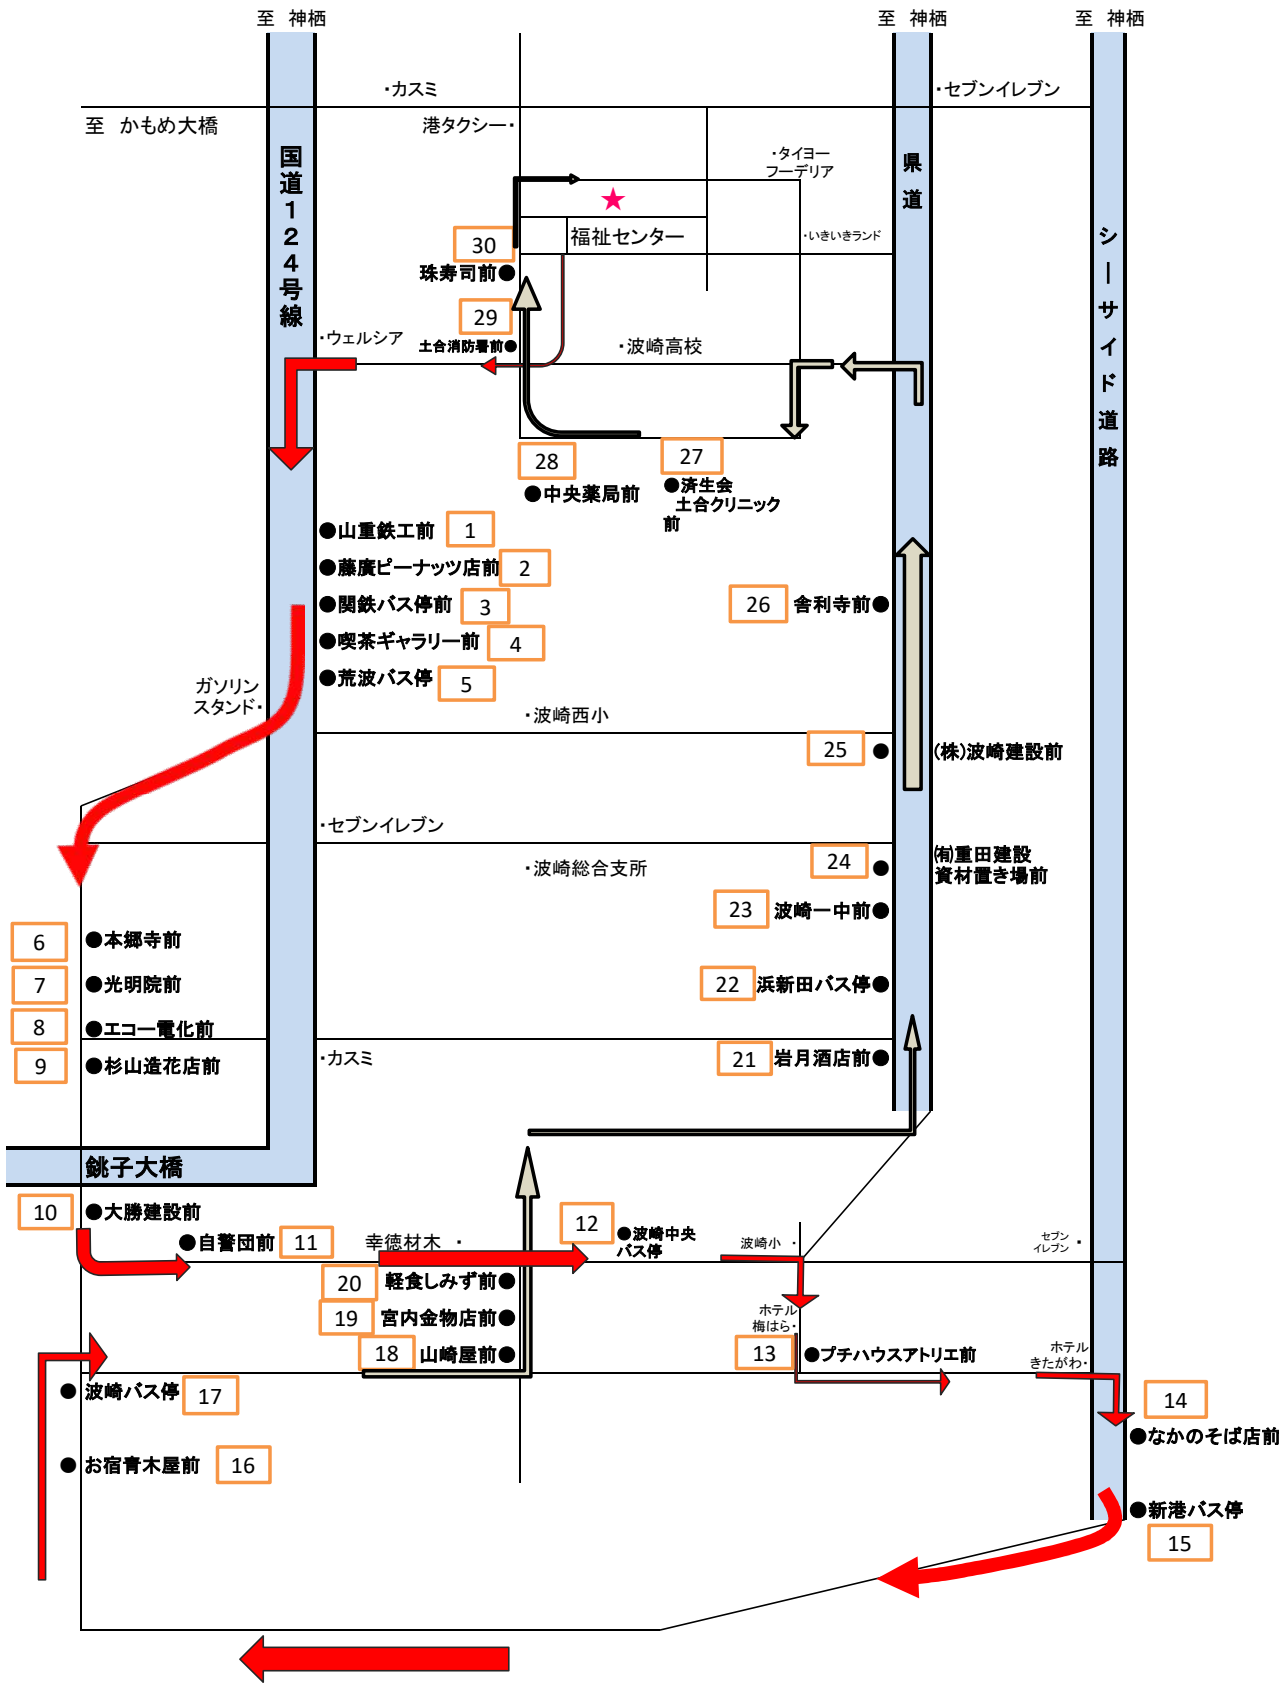 至　神栖
至　神栖
至　神栖
・カスミ
・セブンイレブン
至　かもめ大橋
港タクシー・
国道１２４号線
県道
シーサイド道路
・タイヨー
フーデリア
★
福祉センター
・いきいきランド
30
珠寿司前●
29
土合消防署前●
・ウェルシア
・波崎高校
28
●中央薬局前
27
●済生会
土合クリニック
前
●山重鉄工前 1
●藤廣ピーナッツ店前 2
●関鉄バス停前 3
●喫茶ギャラリー前 4
●荒波バス停 5
26 舎利寺前●
ガソリン
スタンド・
・波崎西小
25 ● (株)波崎建設前
・セブンイレブン
・波崎総合支所
24 ● ㈲重田建設
資材置き場前
23 波崎一中前●
6 ●本郷寺前
7 ●光明院前
22 浜新田バス停●
8 ●エコー電化前
9 ●杉山造花店前
・カスミ
21 岩月酒店前●
銚子大橋
10 ●大勝建設前
●自警団前 11
幸徳材木 ・
12 ●波崎中央
バス停
波崎小 ・
セブン
イレブン ・
20 軽食しみず前●
19 宮内金物店前●
18 山崎屋前●
ホテル
梅はら・
13 ●プチハウスアトリエ前
ホテル
きたがわ・
● 波崎バス停 17
14
●なかのそば店前
● お宿青木屋前 16
●新港バス停
15